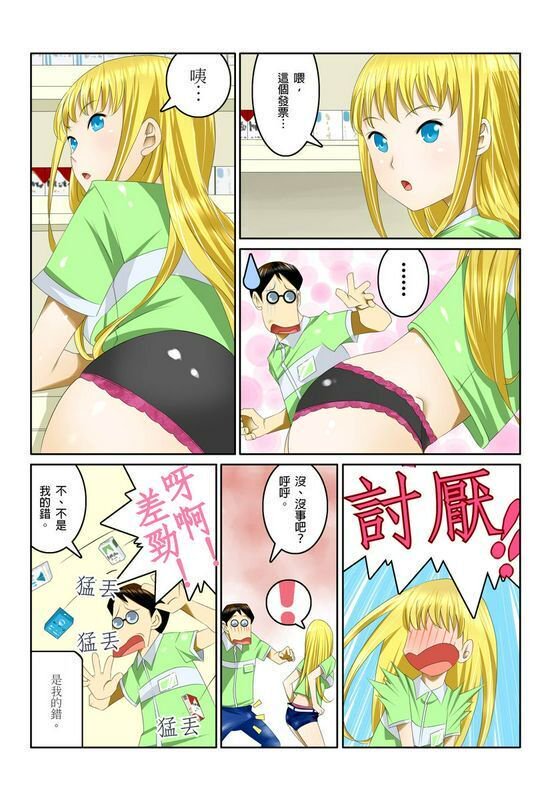 喂，
這個發票…
咦…
……
討厭!!
沒、沒事吧？
呼呼。
!
呀啊！
差勁！
不、不是
我的錯。
猛丟
猛丟
猛丟
是我的錯。